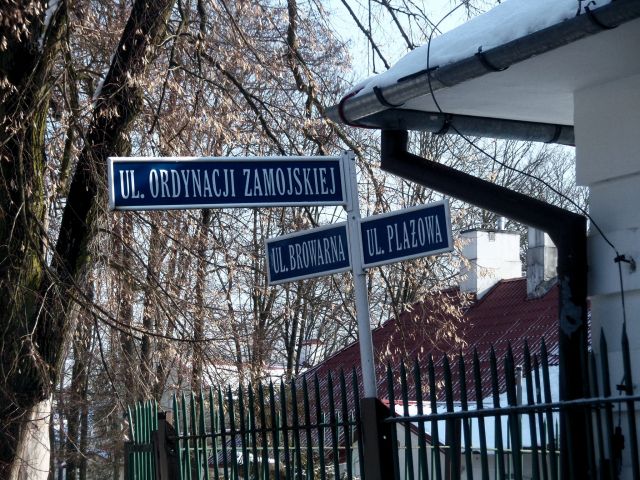 UL. ORDYNACJI ZAMOJSKIEJ
UL. BROWARNA
UL. PLAŻOWA